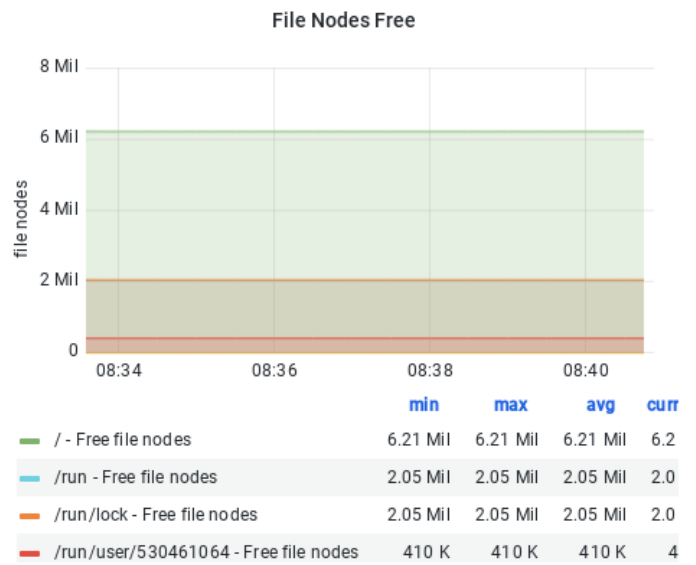 File Nodes Free
8 Mil
6 Mil
4 Mil
2 Mil
0
file nodes
08:34 08:36 08:38 08:40
min max avg curr
/ - Free file nodes 6.21 Mil 6.21 Mil 6.21 Mil 6.2
/run - Free file nodes 2.05 Mil 2.05 Mil 2.05 Mil 2.0
/run/lock - Free file nodes 2.05 Mil 2.05 Mil 2.05 Mil 2.0
/run/user/530461064 - Free file nodes 410 K 410 K 410 K 4